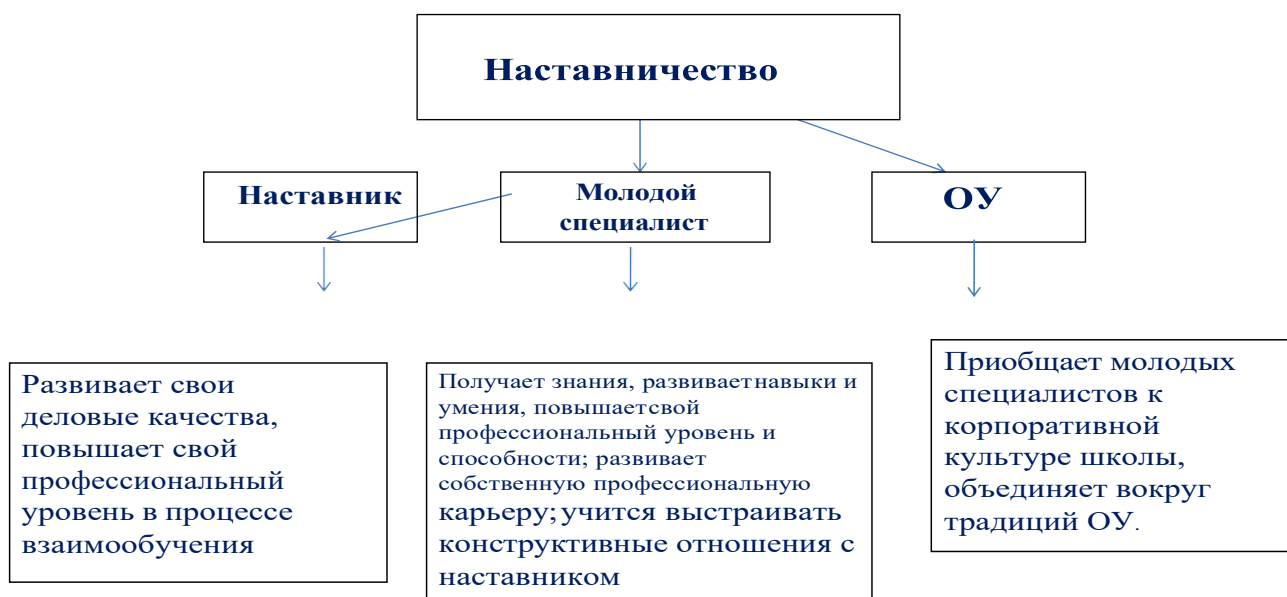 Наставничество
Наставник
Молодой
специалист
ОУ
Развивает свои
деловые качества,
повышает свой
профессиональный
уровень в процессе
взаимообучения
Получает знания, развиваетнавыки и
умения, повышаетсвой
профессиональный уровень и
способности; развивает
собственную профессиональную
карьеру; учится выстраивать
конструктивные отношения с
наставником
Приобщает молодых
специалистов к
корпоративной
культуре школы,
объединяет вокруг
традиций ОУ.